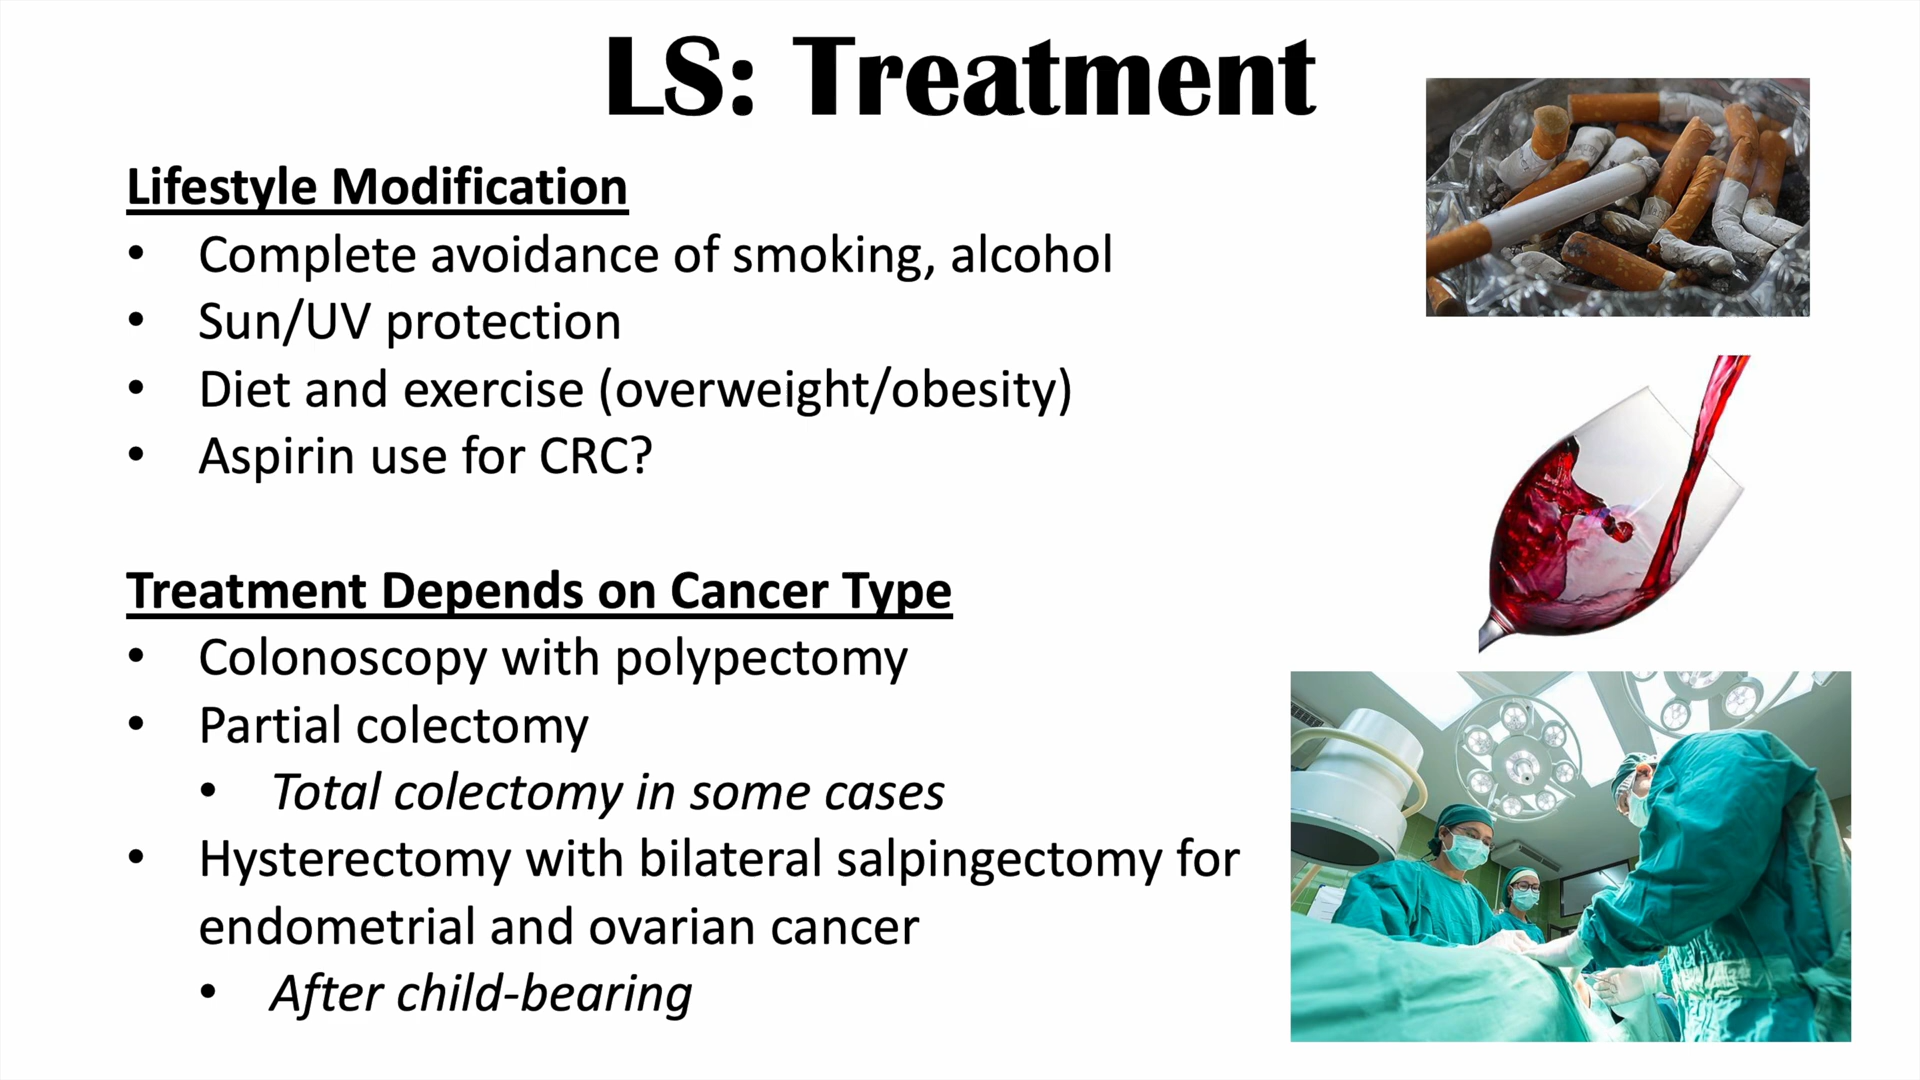 LS: Treatment
Lifestyle Modification
• Complete avoidance of smoking, alcohol
• Sun/UV protection
• Diet and exercise (overweight/obesity)
• Aspirin use for CRC?
Treatment Depends on Cancer Type
• Colonoscopy with polypectomy
• Partial colectomy
• Total colectomy in some cases
• Hysterectomy with bilateral salpingectomy for
endometrial and ovarian cancer
• After child-bearing